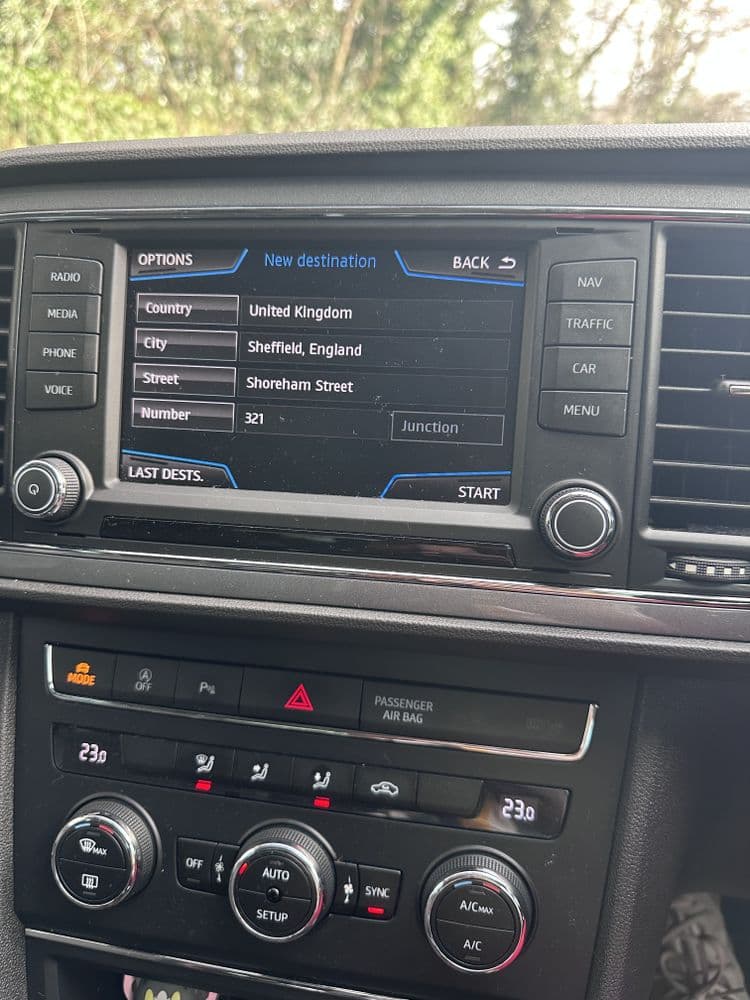 OPTIONS New destination BACK
RADIO
MEDIA
PHONE
VOICE
Country United Kingdom
City Sheffield, England
Street Shoreham Street
Number 321 Junction
LAST DESTS. START
NAV
TRAFFIC
CAR
MENU
MODE
A OFF
P
PASSENGER
AIR BAG
23.0
23.0
MAX
OFF
AUTO
SETUP
SYNC
A/C MAX
A/C